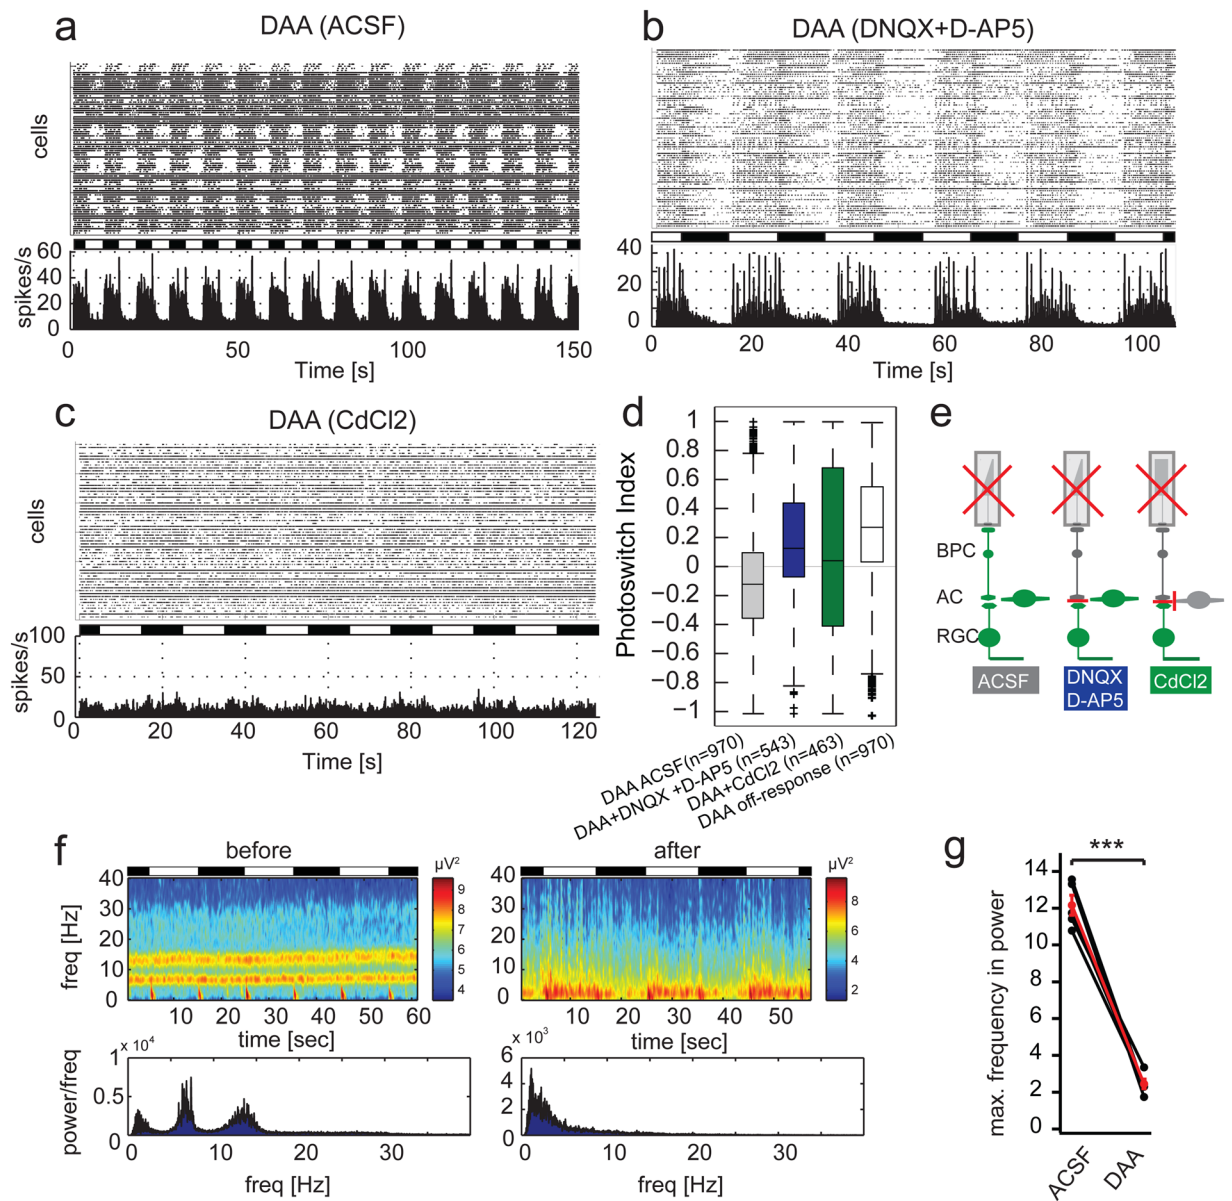 a
DAA (ACSF)
cells
60
40
20
0
spikes/s
0 50 100 150
Time [s]
b
DAA (DNQX+D-AP5)
40
20
0
0 20 40 60 80 100
Time [s]
c
DAA (CdCl2)
cells
100
50
0
spikes/s
0 20 40 60 80 100 120
Time [s]
d
Photoswitch Index
1
0.8
0.6
0.4
0.2
0
−0.2
−0.4
−0.6
−0.8
−1
DAA ACSF(n=970)
DAA+DNQX +D-AP5 (n=543)
DAA+CdCl2 (n=463)
DAA off-response (n=970)
e
BPC
AC
RGC
ACSF
DNQX
D-AP5
CdCl2
f
before
µV²
40
30
20
10
0
freq [Hz]
9
8
7
6
5
4
10 20 30 40 50 60
time [sec]
after
µV²
40
30
20
10
0
8
6
4
2
10 20 30 40 50
time [sec]
x 10⁴
1
0.5
0
power/freq
0 10 20 30
freq [Hz]
x 10³
6
4
2
0
0 10 20 30
freq [Hz]
g
***
max. frequency in power
14
12
10
8
6
4
2
0
ACSF
DAA